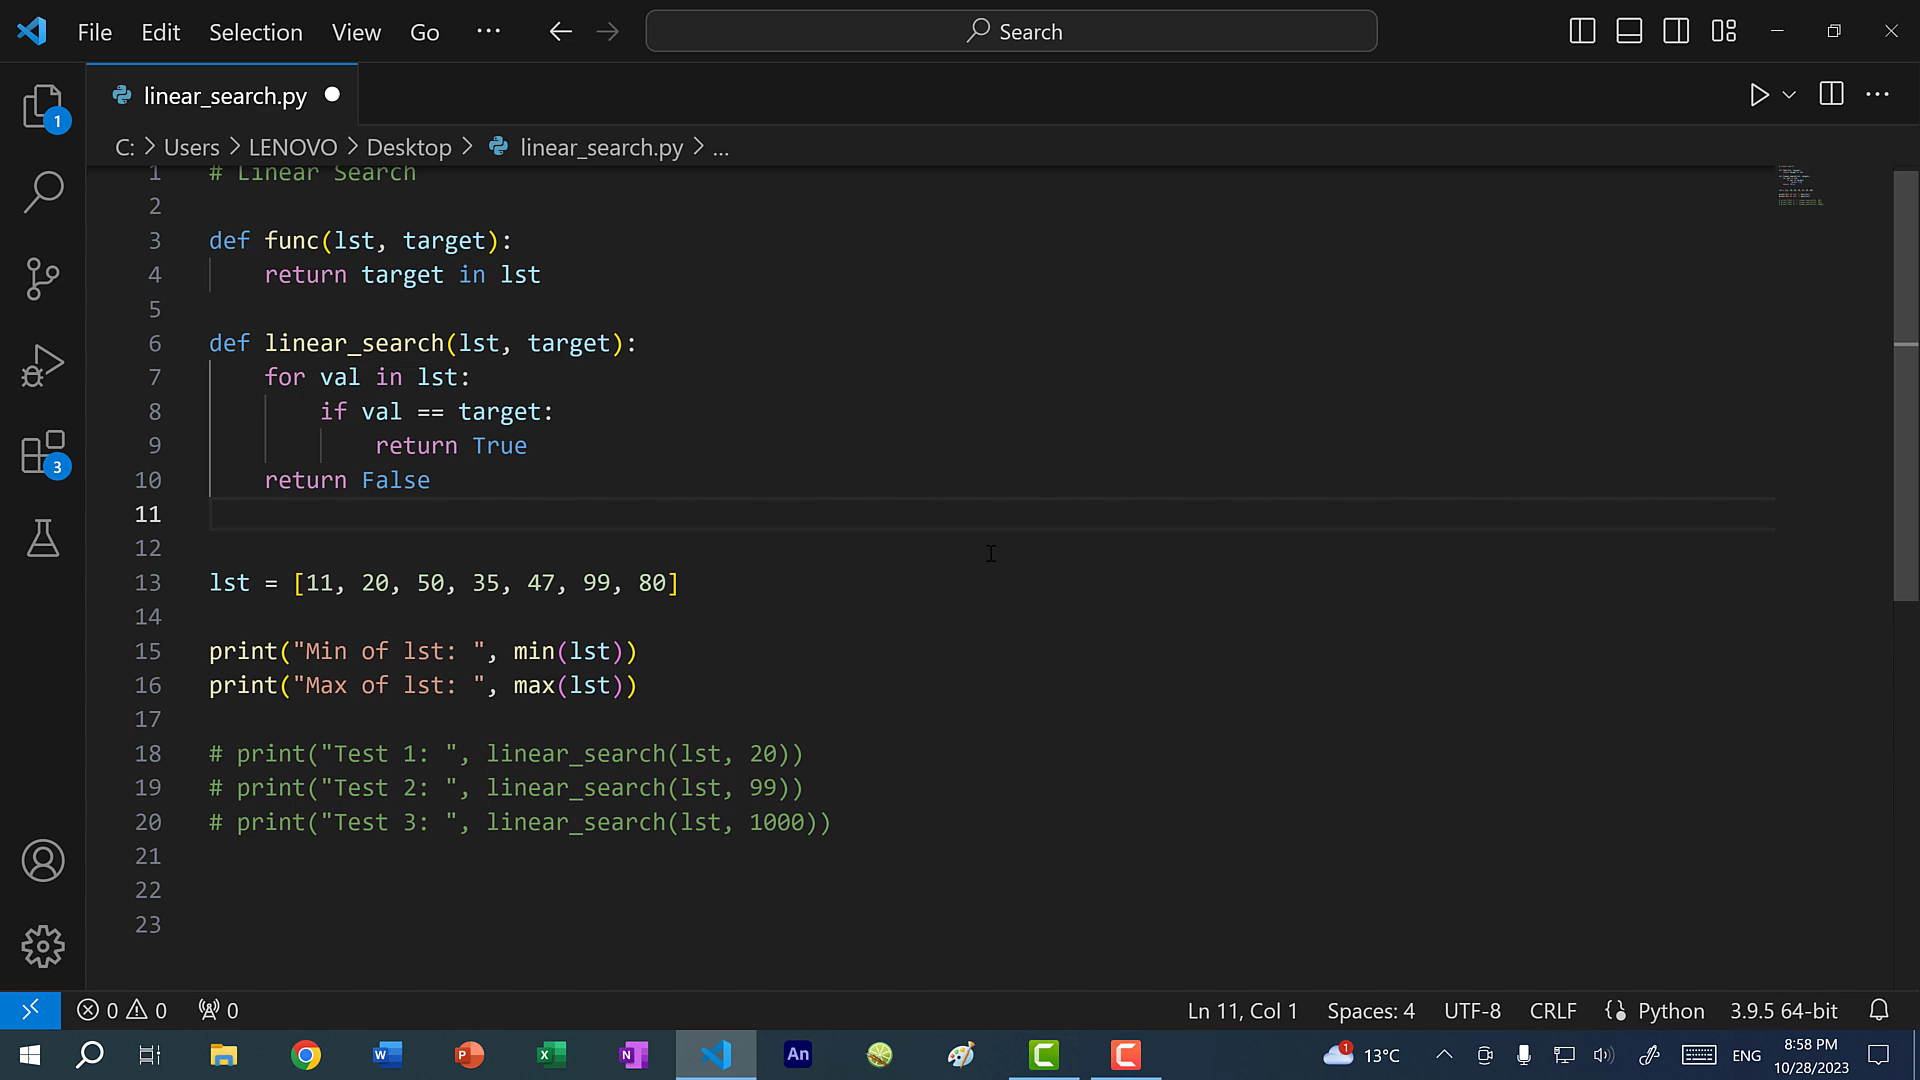 File Edit Selection View Go ··· Search
linear_search.py
1
C: > Users > LENOVO > Desktop > linear_search.py > ...
1 # Linear Search
2
3 def func(lst, target):
4 return target in lst
5
6 def linear_search(lst, target):
7 for val in lst:
8 if val == target:
9 return True
10 return False
11
12
13 lst = [11, 20, 50, 35, 47, 99, 80]
14
15 print("Min of lst: ", min(lst))
16 print("Max of lst: ", max(lst))
17
18 # print("Test 1: ", linear_search(lst, 20))
19 # print("Test 2: ", linear_search(lst, 99))
20 # print("Test 3: ", linear_search(lst, 1000))
21
22
23
3
0 0 0 Ln 11, Col 1 Spaces: 4 UTF-8 CRLF Python 3.9.5 64-bit
W P X N An 1 13°C ENG 8:58 PM
10/28/2023